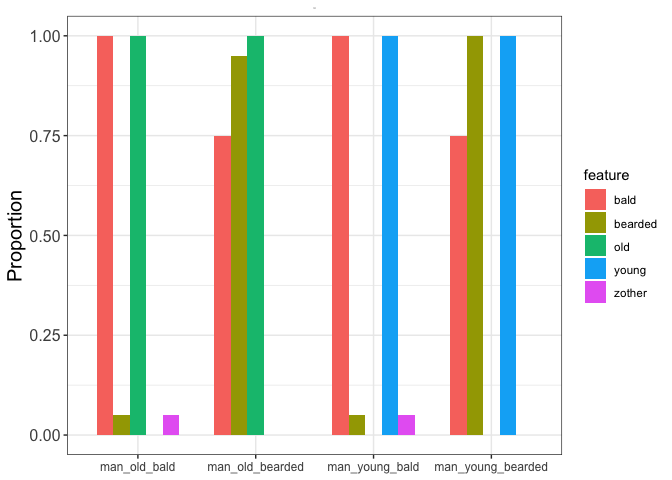 1.00
0.75
0.50
0.25
0.00
Proportion
man_old_bald
man_old_bearded
man_young_bald
man_young_bearded
feature
bald
bearded
old
young
zother